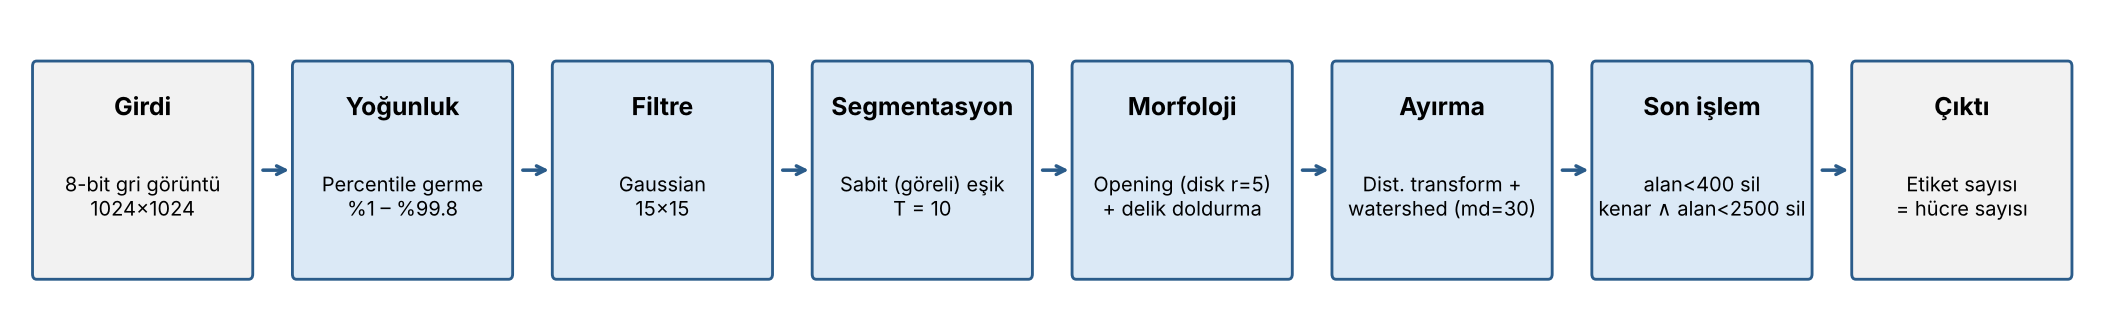 Girdi
8-bit gri görüntü
1024×1024
Yoğunluk
Percentile germe
%1 – %99.8
Filtre
Gaussian
15×15
Segmentasyon
Sabit (göreli) eşik
T = 10
Morfoloji
Opening (disk r=5)
+ delik doldurma
Ayırma
Dist. transform +
watershed (md=30)
Son işlem
alan<400 sil
kenar ∧ alan<2500 sil
Çıktı
Etiket sayısı
= hücre sayısı